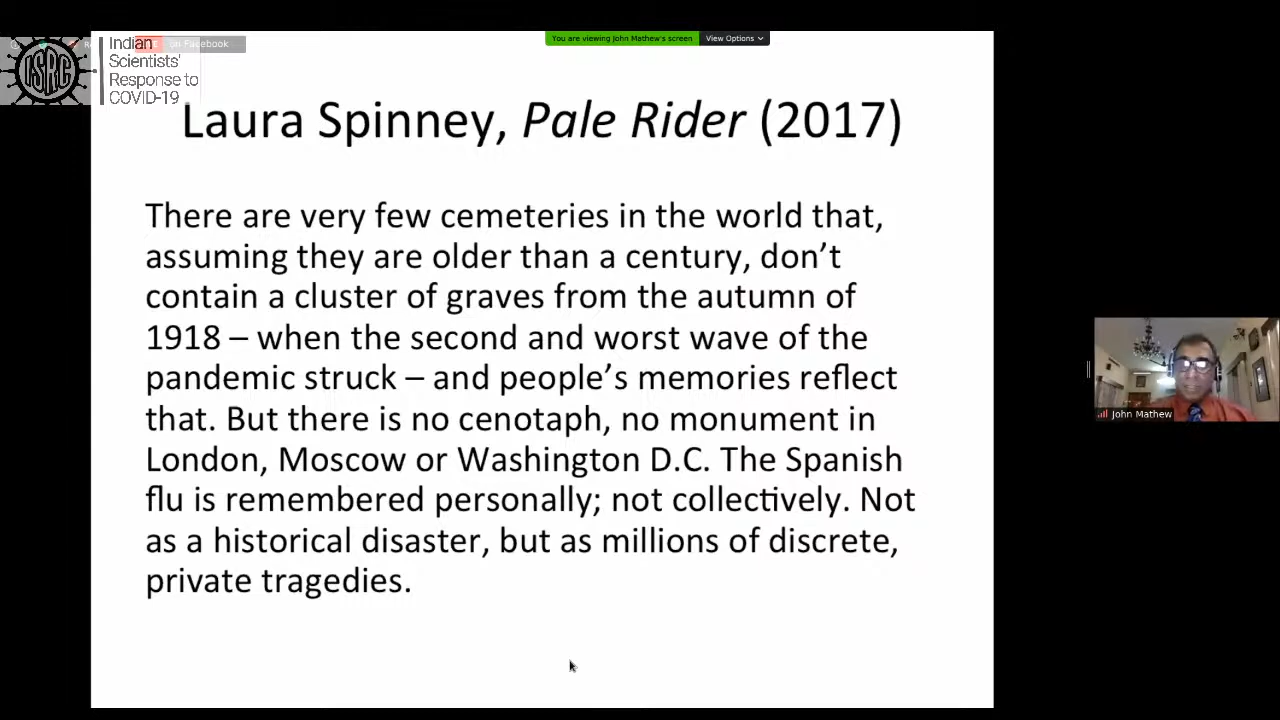 Indian
on Facebook
Scientists'
Response to
COVID-19
ISRC
You are viewing John Mathew's screen
View Options
Laura Spinney, Pale Rider (2017)
There are very few cemeteries in the world that,
assuming they are older than a century, don’t
contain a cluster of graves from the autumn of
1918 – when the second and worst wave of the
pandemic struck – and people’s memories reflect
that. But there is no cenotaph, no monument in
London, Moscow or Washington D.C. The Spanish
flu is remembered personally; not collectively. Not
as a historical disaster, but as millions of discrete,
private tragedies.
John Mathew